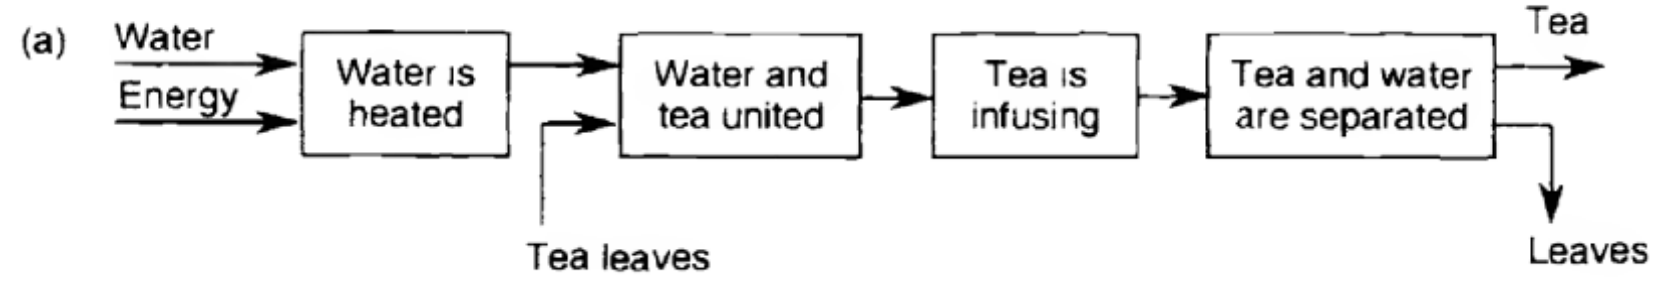 (a)
Water
Energy
Water is
heated
Tea leaves
Water and
tea united
Tea is
infusing
Tea and water
are separated
Tea
Leaves